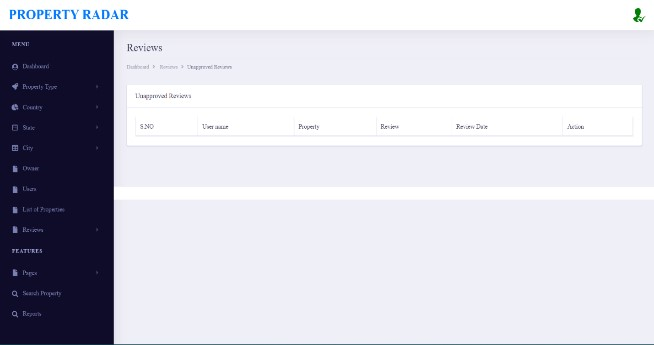 PROPERTY RADAR
MENU
Dashboard
Property Type
Country
State
City
Owner
Users
List of Properties
Reviews
FEATURES
Pages
Search Property
Reports
Reviews
Dashboard > Reviews > Unapproved Reviews
Unapproved Reviews
S.NO User name Property Review Review Date Action